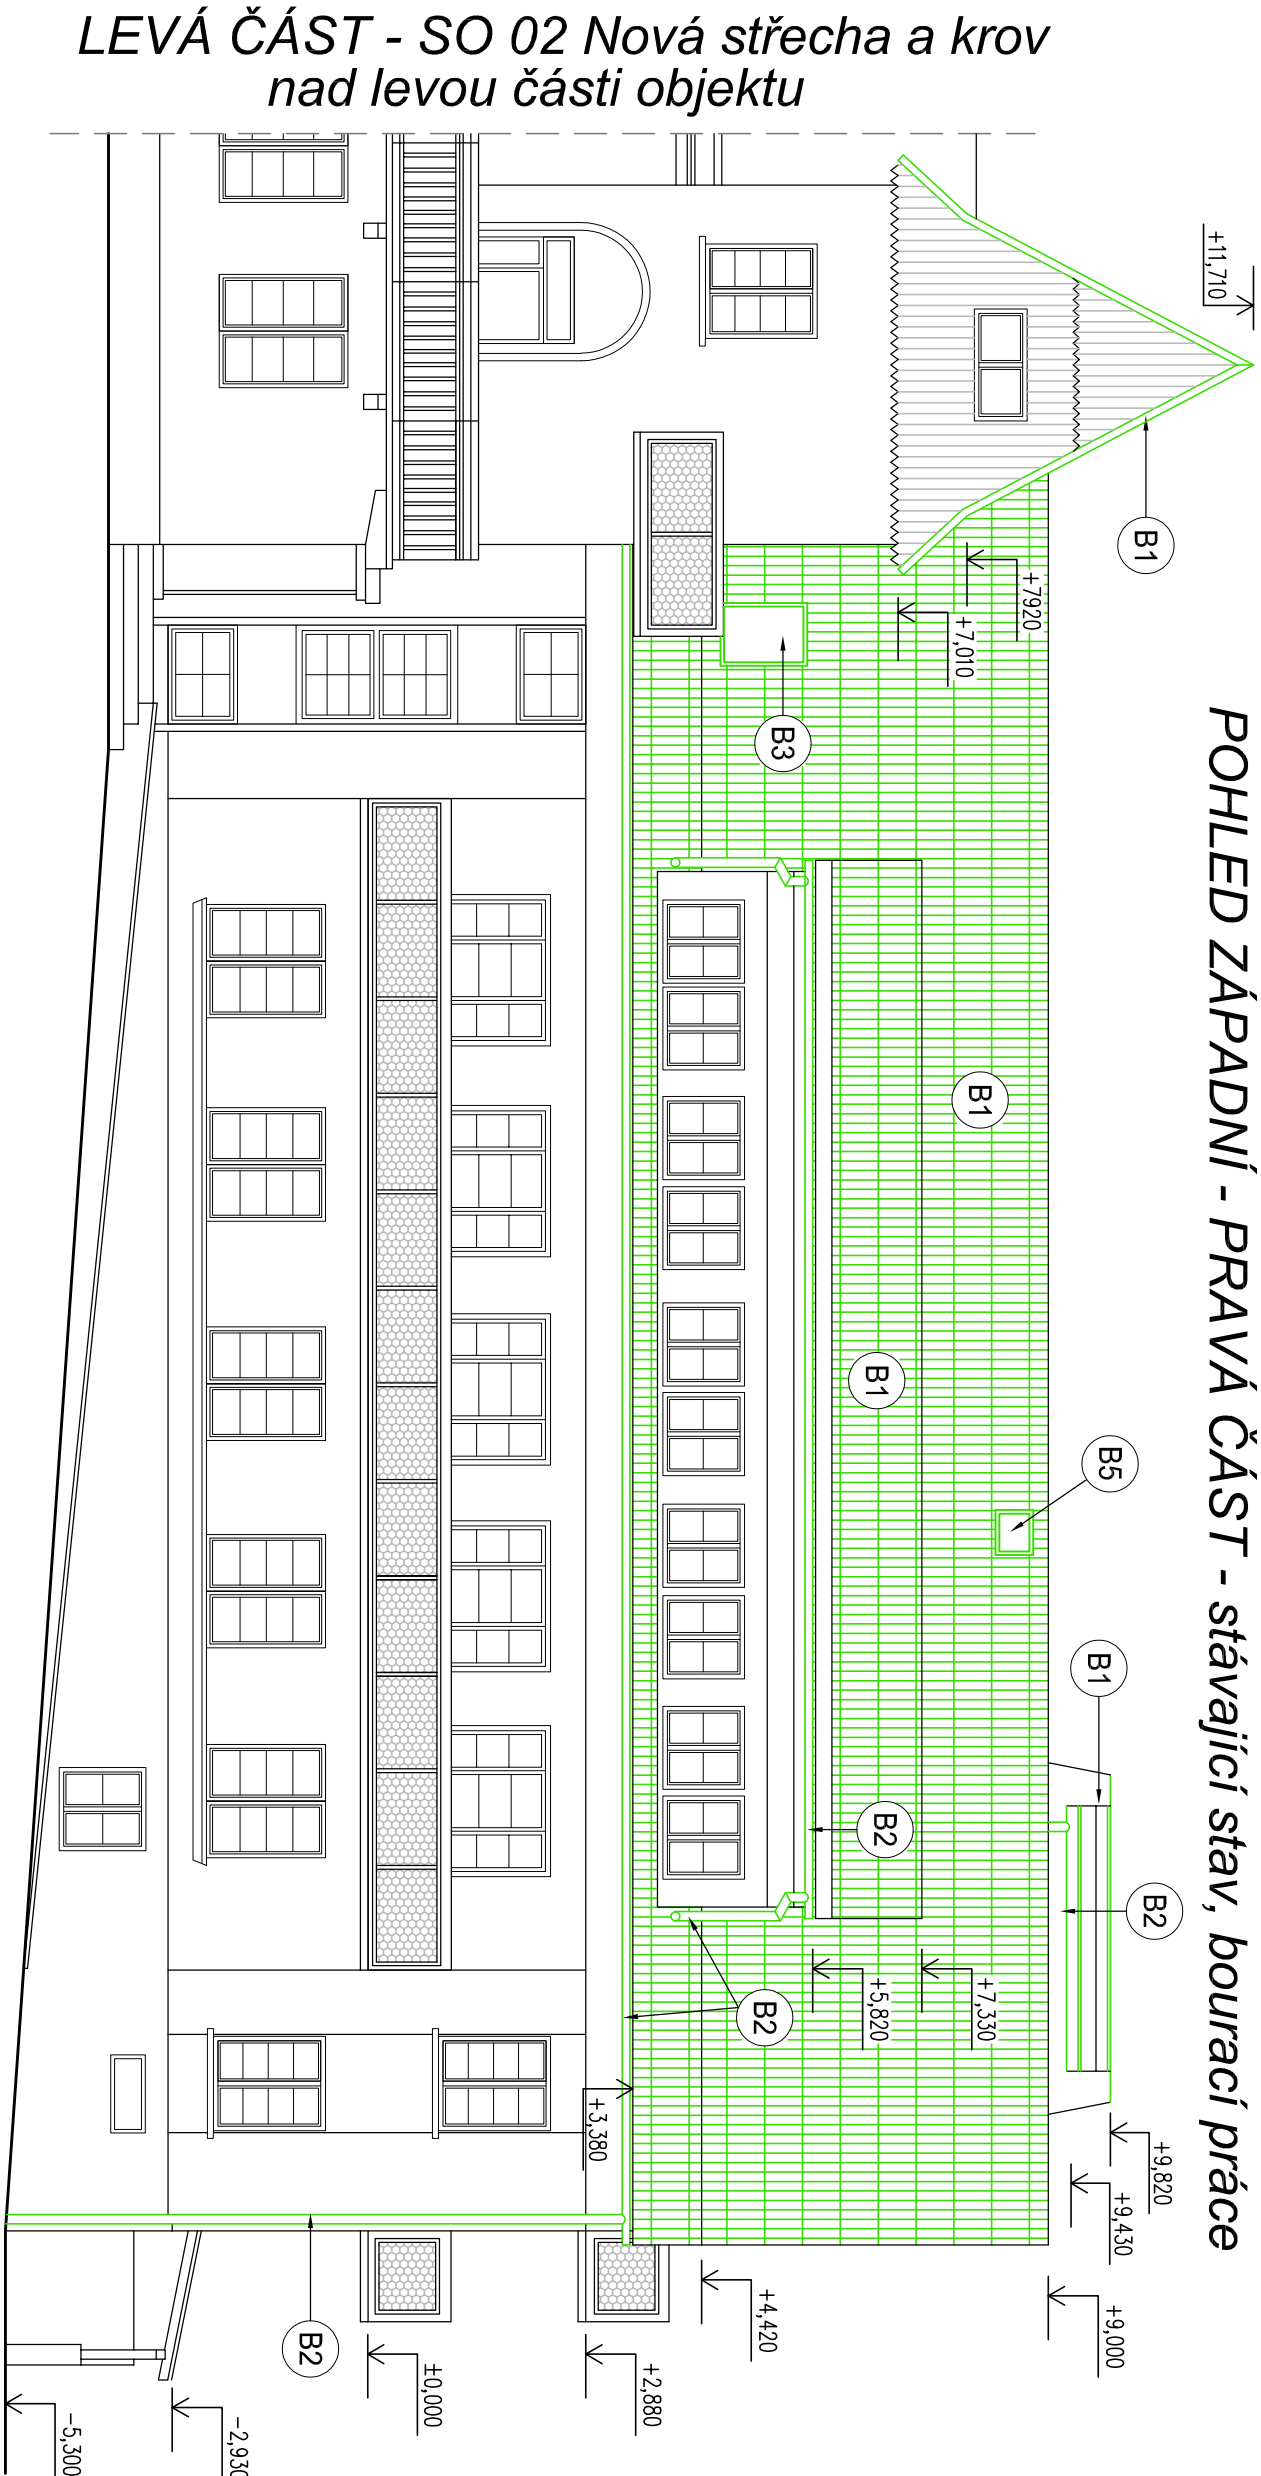 LEVÁ ČÁST - SO 02 Nová střecha a krov
nad levou části objektu
POHLED ZÁPADNÍ - PRAVÁ ČÁST - stávající stav, bourací práce
+11,710
B1
+7920
+7,010
B3
B1
B1
B5
B1
B2
B2
B2
+7,330
+5,820
+3,380
+9,820
+9,430
+9,000
+4,420
+2,880
±0,000
B2
-2,930
-5,300